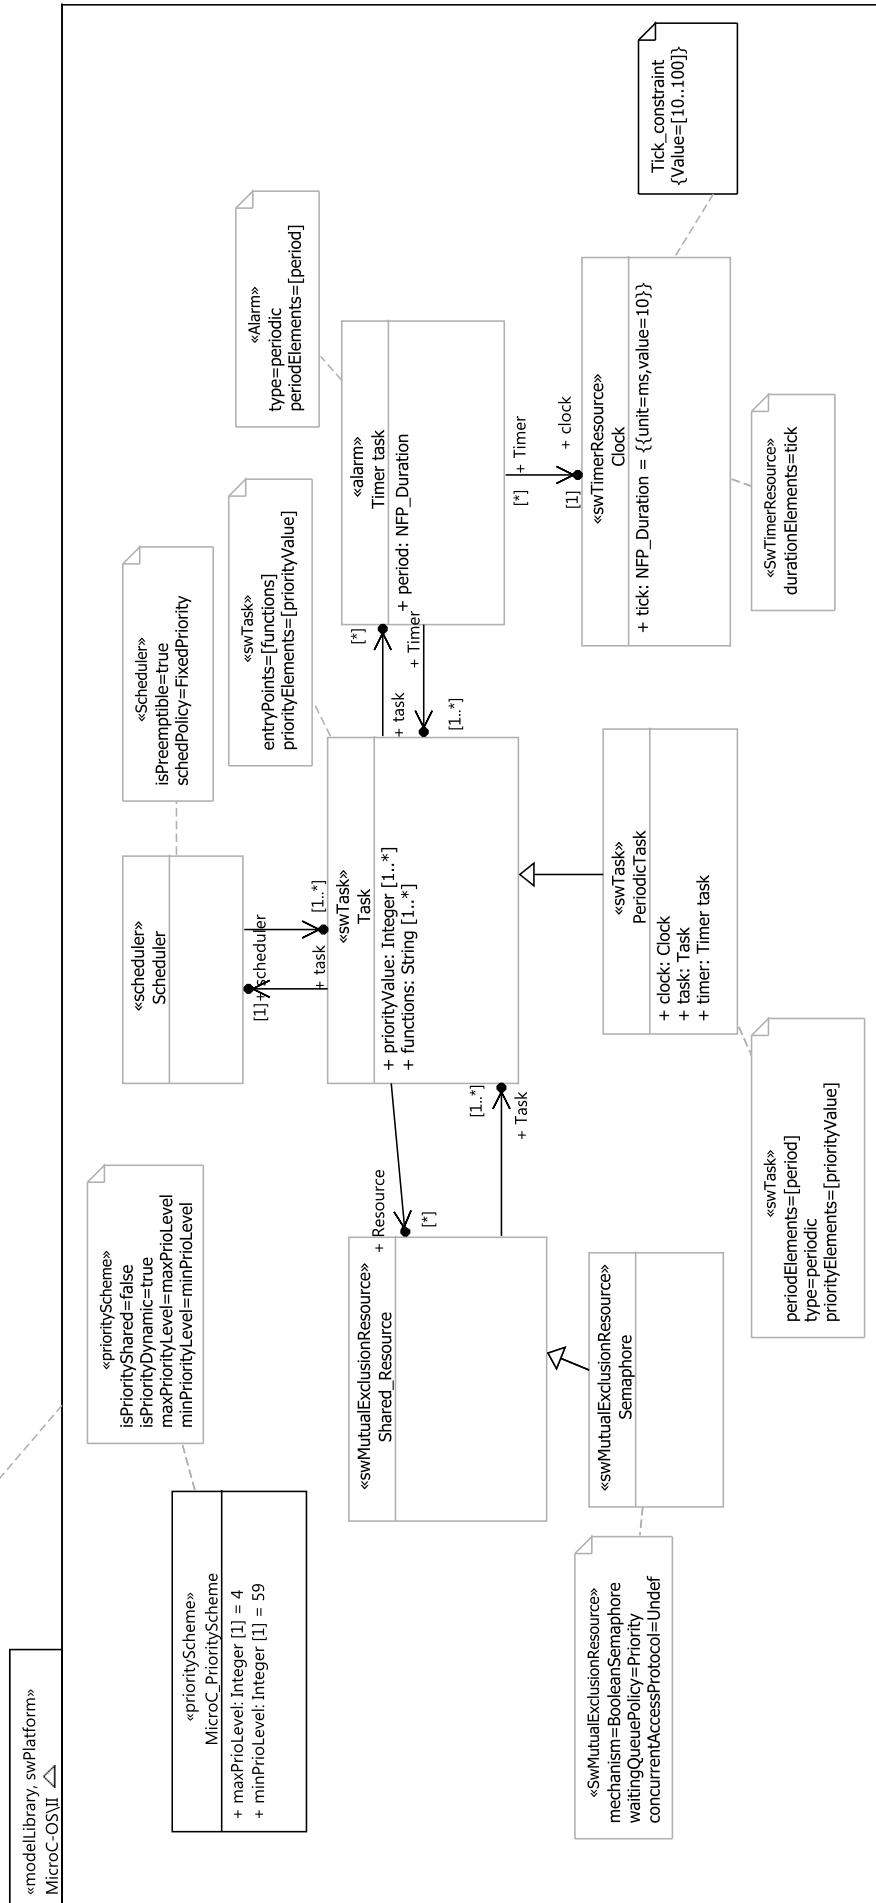 «modelLibrary, swPlatform»
MicroC-OS\II
«priorityScheme»
isPriorityShared=false
isPriorityDynamic=true
maxPriorityLevel=maxPrioLevel
minPriorityLevel=minPrioLevel
«priorityScheme»
MicroC_PriorityScheme
+ maxPrioLevel: Integer [1] = 4
+ minPrioLevel: Integer [1] = 59
«scheduler»
Scheduler
«Scheduler»
isPreemptible=true
schedPolicy=FixedPriority
[1]
+ scheduler
+ task
[1..*]
«swTask»
entryPoints=[functions]
priorityElements=[priorityValue]
«Alarm»
type=periodic
periodElements=[period]
«swTask»
Task
+ priorityValue: Integer [1..*]
+ functions: String [1..*]
[*]
+ task
+ Timer
[1..*]
«alarm»
Timer task
+ period: NFP_Duration
«swMutualExclusionResource»
Shared_Resource
+ Resource
[*]
[1..*]
+ Task
[*]
+ Timer
[1]
+ clock
«swTimerResource»
Clock
+ tick: NFP_Duration = {{unit=ms,value=10}}
Tick_constraint
{Value=[10..100]}
«SwMutualExclusionResource»
mechanism=BooleanSemaphore
waitingQueuePolicy=Priority
concurrentAccessProtocol=Undef
«swMutualExclusionResource»
Semaphore
«swTask»
PeriodicTask
+ clock: Clock
+ task: Task
+ timer: Timer task
«swTask»
periodElements=[period]
type=periodic
priorityElements=[priorityValue]
«SwTimerResource»
durationElements=tick